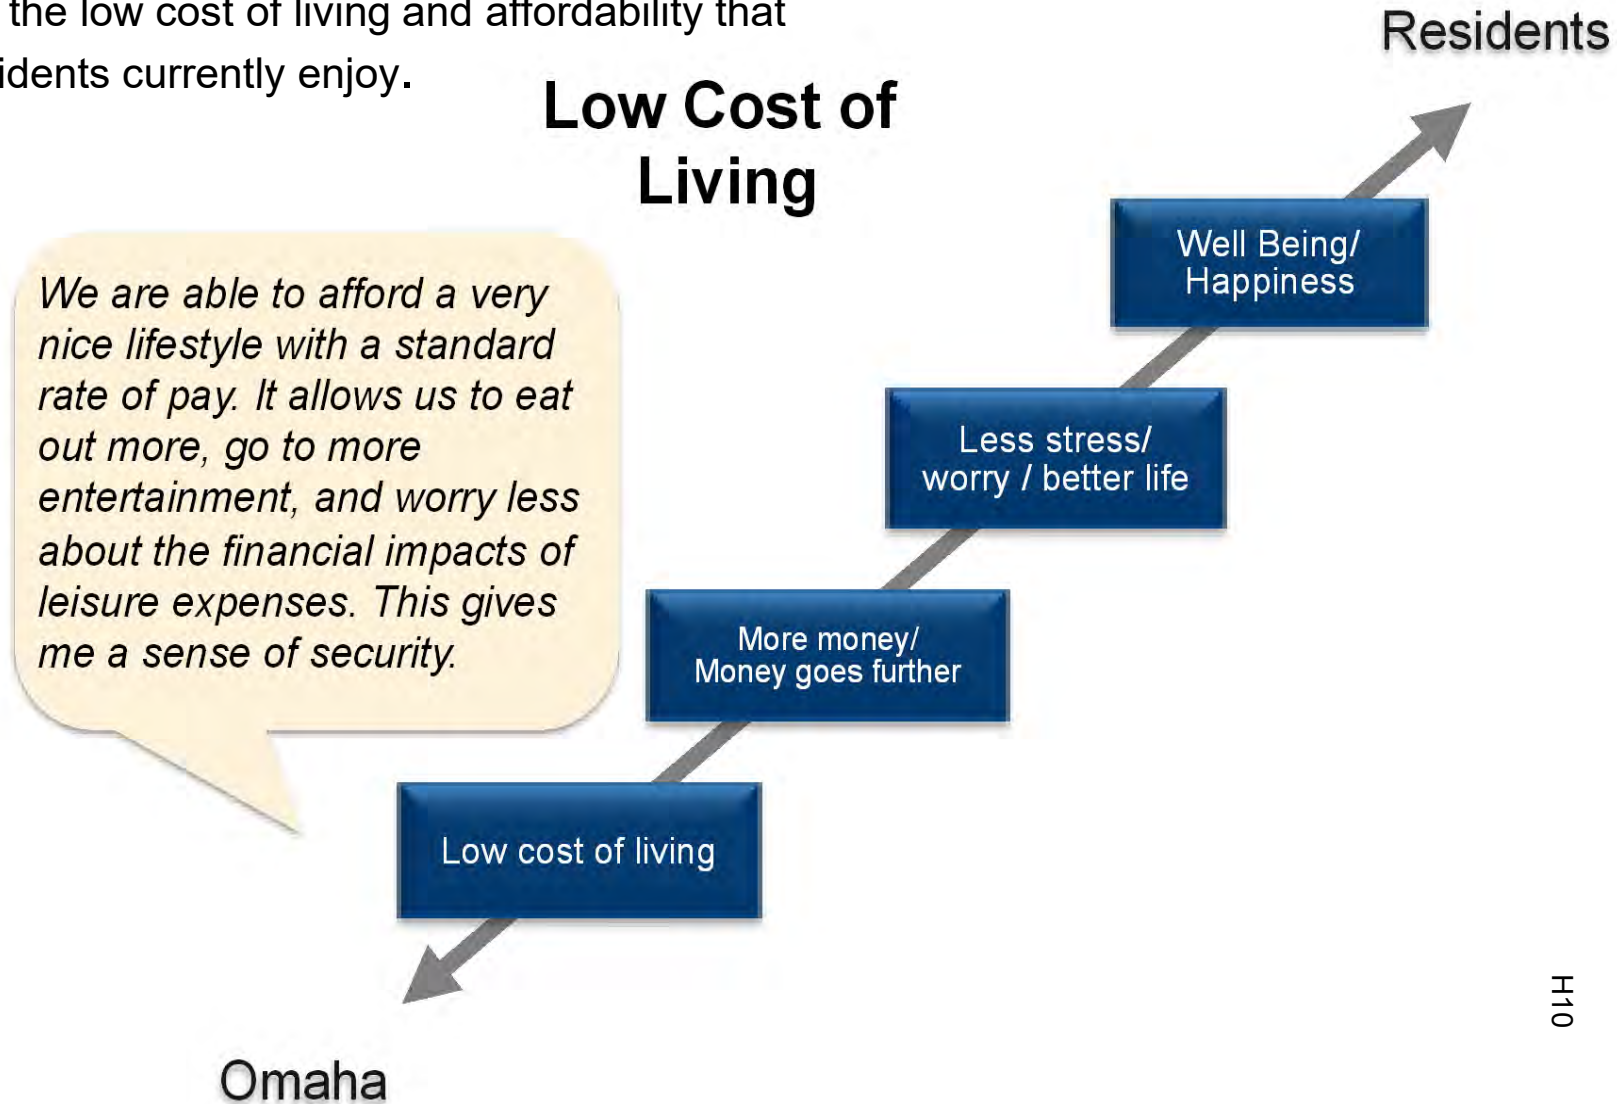 the low cost of living and affordability that
idents currently enjoy.
Residents
Low Cost of
Living
We are able to afford a very
nice lifestyle with a standard
rate of pay. It allows us to eat
out more, go to more
entertainment, and worry less
about the financial impacts of
leisure expenses. This gives
me a sense of security.
Well Being/
Happiness
Less stress/
worry / better life
More money/
Money goes further
Low cost of living
Omaha
H10